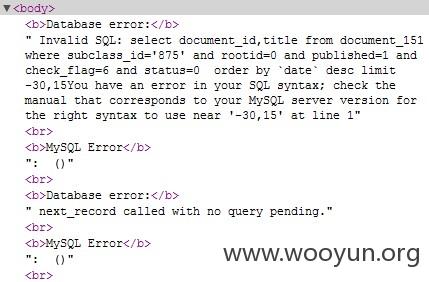 ▼<body>
<b>Database error:</b>
" Invalid SQL: select document_id,title from document_151
where subclass_id='875' and rootid=0 and published=1 and
check_flag=6 and status=0  order by `date` desc limit
-30,15You have an error in your SQL syntax; check the
manual that corresponds to your MySQL server version for
the right syntax to use near '-30,15' at line 1"
<br>
<b>MySQL Error</b>
":  ()"
<br>
<b>Database error:</b>
" next_record called with no query pending."
<br>
<b>MySQL Error</b>
":  ()"
<br>
www.wooyun.org